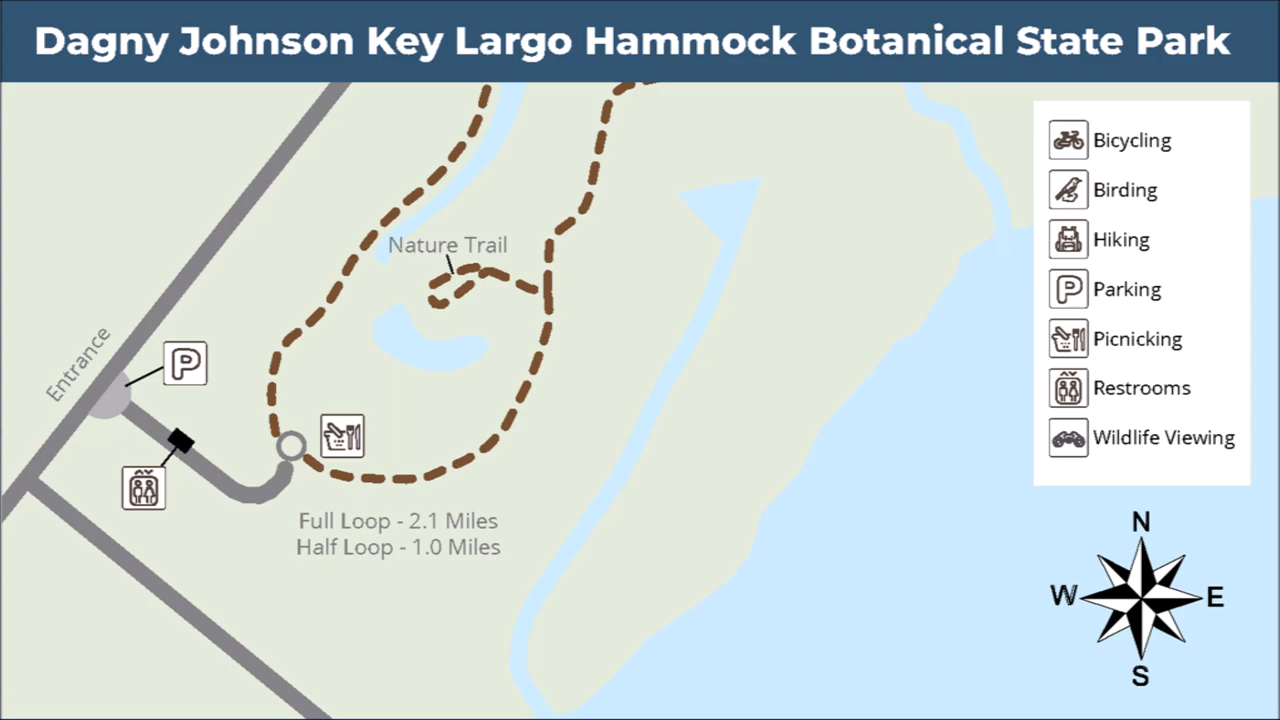 Dagny Johnson Key Largo Hammock Botanical State Park
Bicycling
Birding
Hiking
P
Parking
Picnicking
Restrooms
Wildlife Viewing
Nature Trail
Entrance
P
Full Loop - 2.1 Miles
Half Loop - 1.0 Miles
N
W
E
S